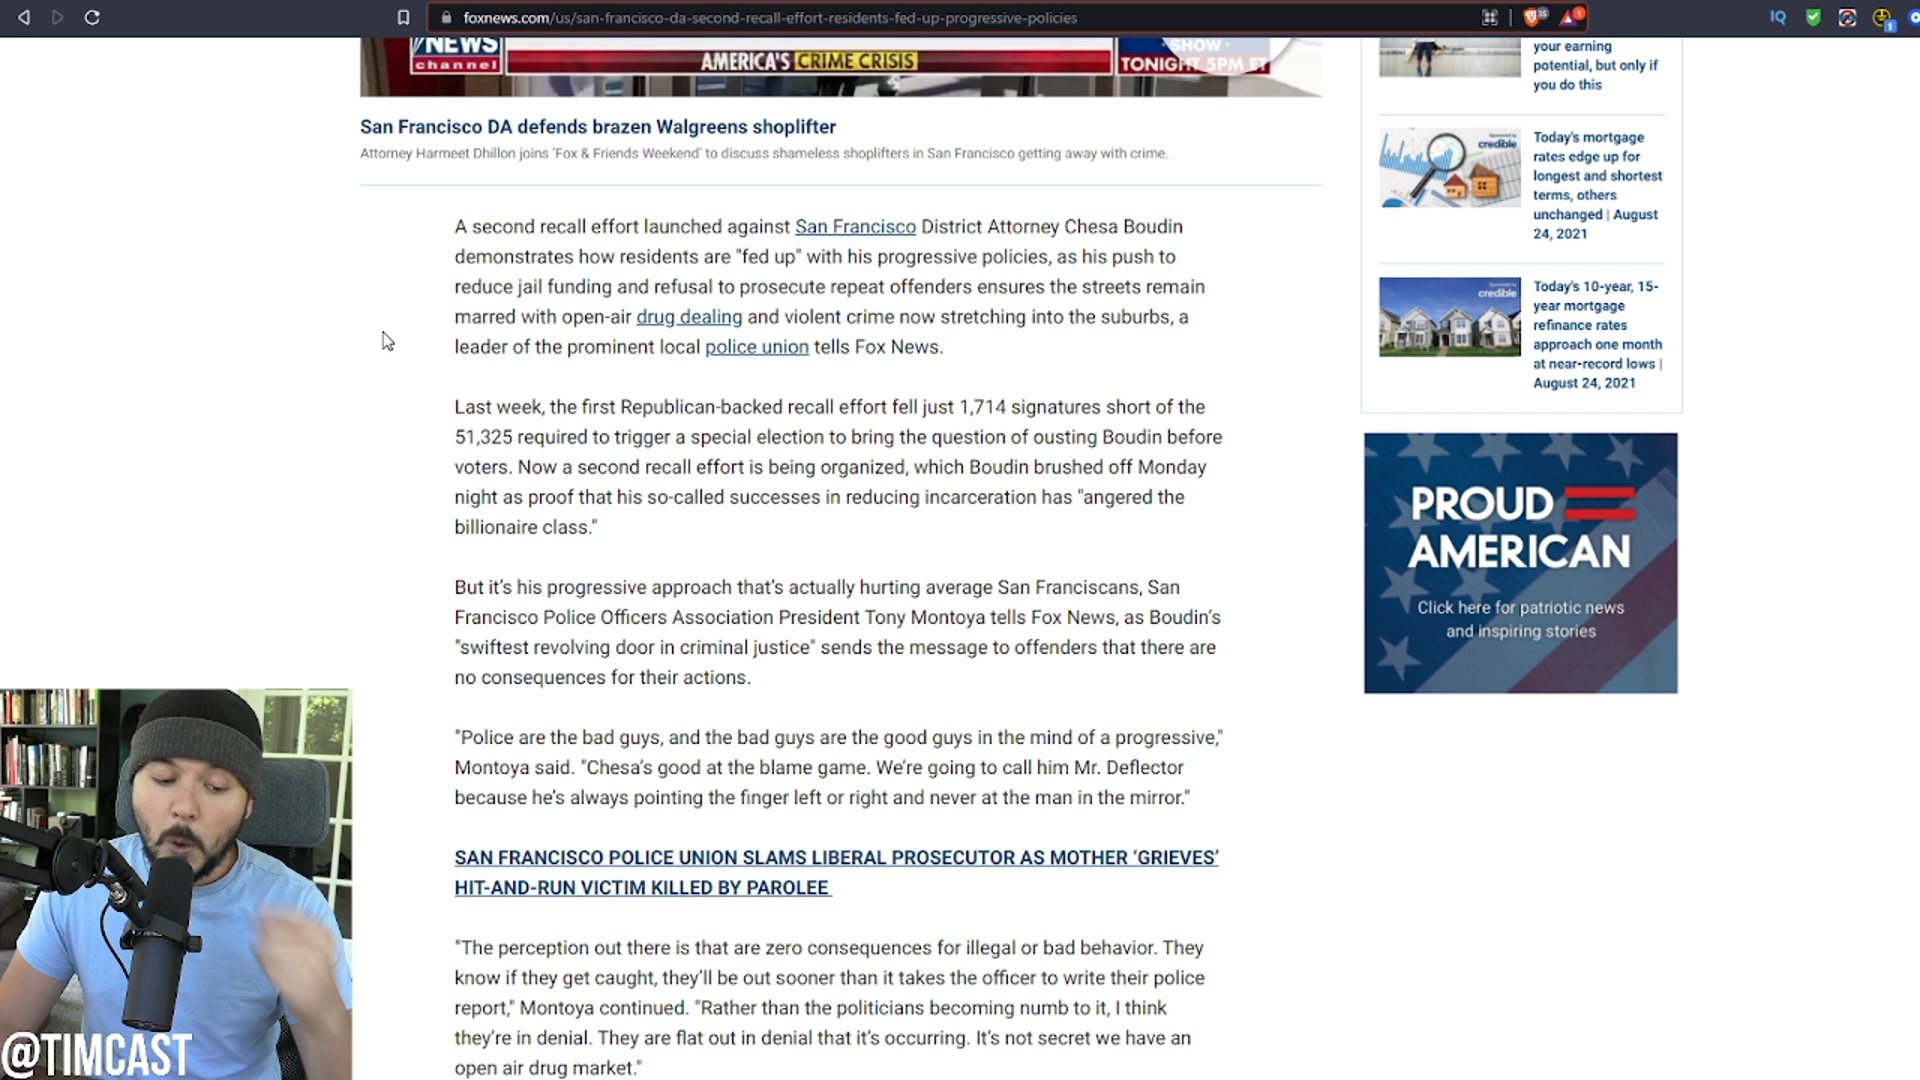 foxnews.com/us/san-francisco-da-second-recall-effort-residents-fed-up-progressive-policies
IQ
NEWS
channel
AMERICA'S CRIME CRISIS
SHOW
TONIGHT 5PM ET
San Francisco DA defends brazen Walgreens shoplifter
Attorney Harmeet Dhillon joins 'Fox & Friends Weekend' to discuss shameless shoplifters in San Francisco getting away with crime.
A second recall effort launched against San Francisco District Attorney Chesa Boudin
demonstrates how residents are "fed up" with his progressive policies, as his push to
reduce jail funding and refusal to prosecute repeat offenders ensures the streets remain
marred with open-air drug dealing and violent crime now stretching into the suburbs, a
leader of the prominent local police union tells Fox News.
Last week, the first Republican-backed recall effort fell just 1,714 signatures short of the
51,325 required to trigger a special election to bring the question of ousting Boudin before
voters. Now a second recall effort is being organized, which Boudin brushed off Monday
night as proof that his so-called successes in reducing incarceration has "angered the
billionaire class."
But it's his progressive approach that's actually hurting average San Franciscans, San
Francisco Police Officers Association President Tony Montoya tells Fox News, as Boudin's
"swiftest revolving door in criminal justice" sends the message to offenders that there are
no consequences for their actions.
"Police are the bad guys, and the bad guys are the good guys in the mind of a progressive,"
Montoya said. "Chesa's good at the blame game. We're going to call him Mr. Deflector
because he's always pointing the finger left or right and never at the man in the mirror."
SAN FRANCISCO POLICE UNION SLAMS LIBERAL PROSECUTOR AS MOTHER 'GRIEVES'
HIT-AND-RUN VICTIM KILLED BY PAROLEE
"The perception out there is that are zero consequences for illegal or bad behavior. They
know if they get caught, they'll be out sooner than it takes the officer to write their police
report," Montoya continued. "Rather than the politicians becoming numb to it, I think
they're in denial. They are flat out in denial that it's occurring. It's not secret we have an
open air drug market."
your earning
potential, but only if
you do this
credible
Today's mortgage
rates edge up for
longest and shortest
terms, others
unchanged | August
24, 2021
credible
Today's 10-year, 15-
year mortgage
refinance rates
approach one month
at near-record lows |
August 24, 2021
PROUD
AMERICAN
Click here for patriotic news
and inspiring stories
@TIMCAST